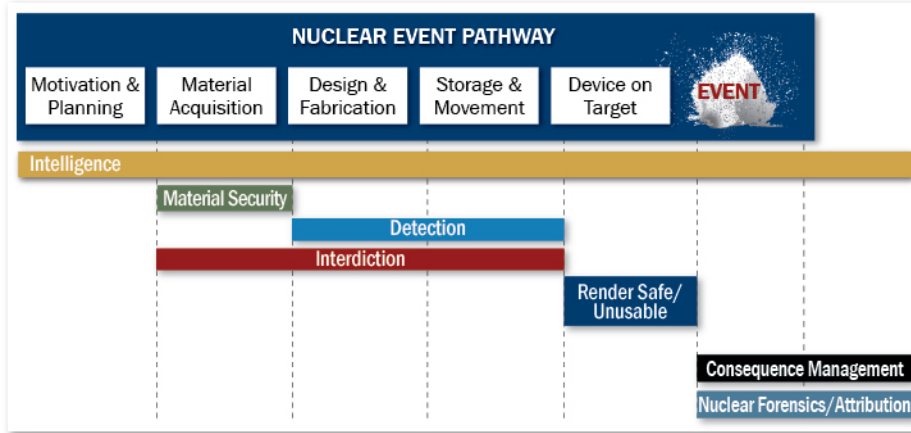 NUCLEAR EVENT PATHWAY
Motivation &
Planning
Material
Acquisition
Design &
Fabrication
Storage &
Movement
Device on
Target
EVENT
Intelligence
Material Security
Detection
Interdiction
Render Safe/
Unusable
Consequence Management
Nuclear Forensics/Attribution